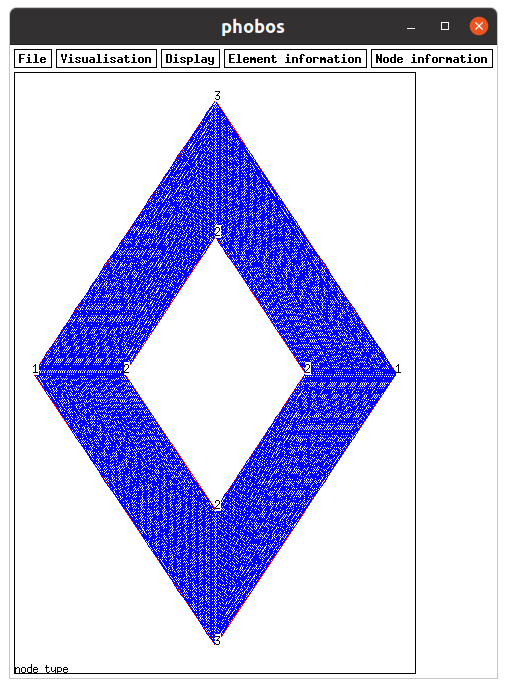 phobos
File Visualisation Display Element information Node information
3
2
1 2 2 1
2
3
node type